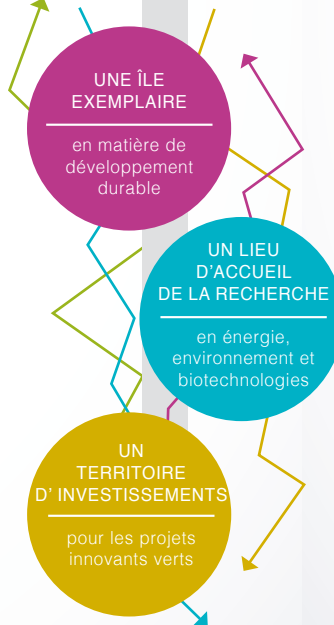 UNE ÎLE
EXEMPLAIRE
en matière de
développement
durable
UN LIEU
D'ACCUEIL
DE LA RECHERCHE
en énergie,
environnement et
biotechnologies
UN
TERRITOIRE
D' INVESTISSEMENTS
pour les projets
innovants verts